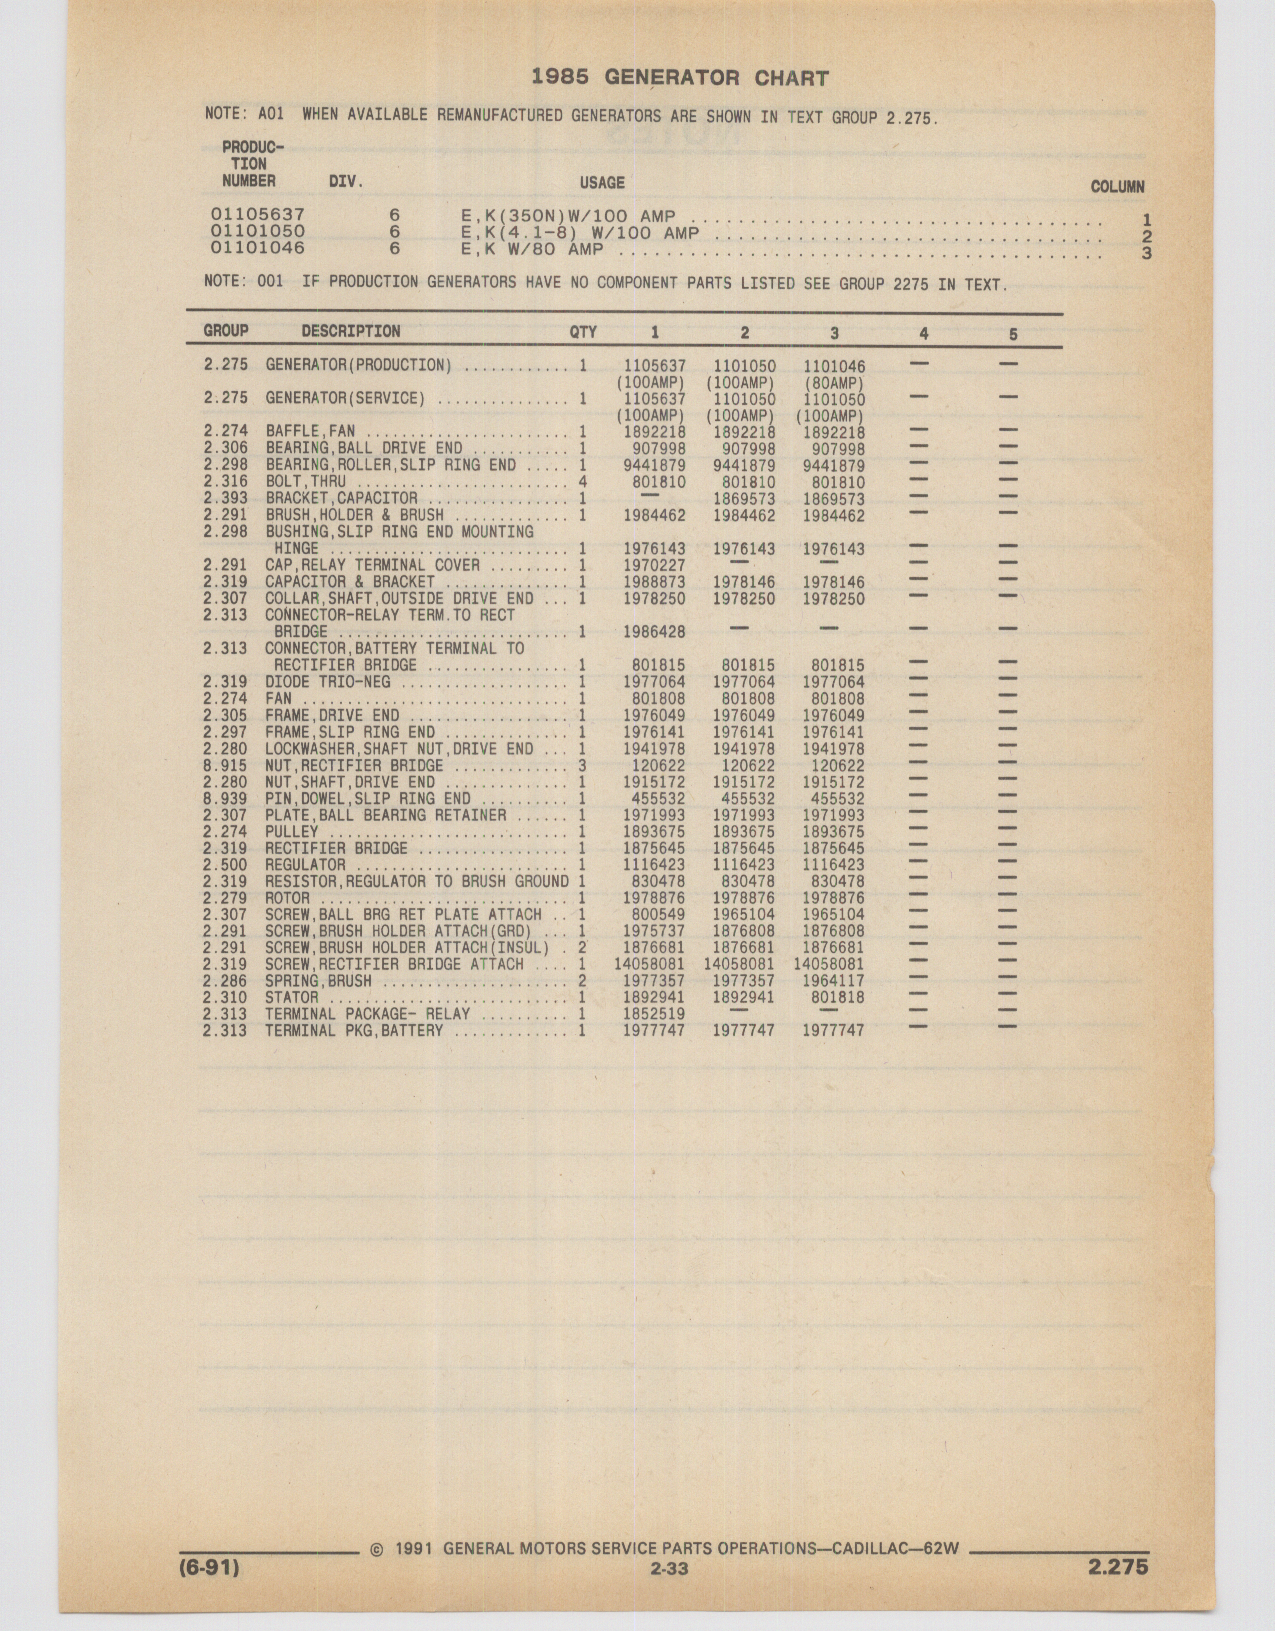 1985 GENERATOR CHART
NOTE: A01 WHEN AVAILABLE REMANUFACTURED GENERATORS ARE SHOWN IN TEXT GROUP 2.275.
PRODUC-
TION
NUMBER DIV. USAGE COLUMN
01105637 6 E,K(350N)W/100 AMP ........................................ 1
01101050 6 E,K(4.1-8) W/100 AMP ...................................... 2
01101046 6 E,K W/80 AMP .............................................. 3
NOTE: 001 IF PRODUCTION GENERATORS HAVE NO COMPONENT PARTS LISTED SEE GROUP 2275 IN TEXT.
GROUP DESCRIPTION QTY 1 2 3 4 5
2.275 GENERATOR(PRODUCTION) ............ 1 1105637 1101050 1101046 — —
(100AMP) (100AMP) (80AMP)
2.275 GENERATOR(SERVICE) ............... 1 1105637 1101050 1101050 — —
(100AMP) (100AMP) (100AMP)
2.274 BAFFLE,FAN ....................... 1 1892218 1892218 1892218 — —
2.306 BEARING,BALL DRIVE END ........... 1 907998 907998 907998 — —
2.298 BEARING,ROLLER,SLIP RING END ..... 1 9441879 9441879 9441879 — —
2.316 BOLT,THRU ........................ 4 801810 801810 801810 — —
2.393 BRACKET,CAPACITOR ................ 1 — 1869573 1869573 — —
2.291 BRUSH,HOLDER & BRUSH ............. 1 1984462 1984462 1984462 — —
2.298 BUSHING,SLIP RING END MOUNTING
HINGE ........................... 1 1976143 1976143 1976143 — —
2.291 CAP,RELAY TERMINAL COVER ......... 1 1970227 — — — —
2.319 CAPACITOR & BRACKET .............. 1 1988873 1978146 1978146 — —
2.307 COLLAR,SHAFT,OUTSIDE DRIVE END ... 1 1978250 1978250 1978250 — —
2.313 CONNECTOR-RELAY TERM.TO RECT
BRIDGE .......................... 1 1986428 — — — —
2.313 CONNECTOR,BATTERY TERMINAL TO
RECTIFIER BRIDGE ................ 1 801815 801815 801815 — —
2.319 DIODE TRIO-NEG ................... 1 1977064 1977064 1977064 — —
2.274 FAN .............................. 1 801808 801808 801808 — —
2.305 FRAME,DRIVE END .................. 1 1976049 1976049 1976049 — —
2.297 FRAME,SLIP RING END .............. 1 1976141 1976141 1976141 — —
2.280 LOCKWASHER,SHAFT NUT,DRIVE END ... 1 1941978 1941978 1941978 — —
8.915 NUT,RECTIFIER BRIDGE ............. 3 120622 120622 120622 — —
2.280 NUT,SHAFT,DRIVE END .............. 1 1915172 1915172 1915172 — —
8.939 PIN,DOWEL,SLIP RING END .......... 1 455532 455532 455532 — —
2.307 PLATE,BALL BEARING RETAINER ...... 1 1971993 1971993 1971993 — —
2.274 PULLEY ........................... 1 1893675 1893675 1893675 — —
2.319 RECTIFIER BRIDGE ................. 1 1875645 1875645 1875645 — —
2.500 REGULATOR ........................ 1 1116423 1116423 1116423 — —
2.319 RESISTOR,REGULATOR TO BRUSH GROUND 1 830478 830478 830478 — —
2.279 ROTOR ............................ 1 1978876 1978876 1978876 — —
2.307 SCREW,BALL BRG RET PLATE ATTACH .. 1 800549 1965104 1965104 — —
2.291 SCREW,BRUSH HOLDER ATTACH(GRD) ... 1 1975737 1876808 1876808 — —
2.291 SCREW,BRUSH HOLDER ATTACH(INSUL) . 2 1876681 1876681 1876681 — —
2.319 SCREW,RECTIFIER BRIDGE ATTACH .... 1 14058081 14058081 14058081 — —
2.286 SPRING,BRUSH ..................... 2 1977357 1977357 1964117 — —
2.310 STATOR ........................... 1 1892941 1892941 801818 — —
2.313 TERMINAL PACKAGE- RELAY .......... 1 1852519 — — — —
2.313 TERMINAL PKG,BATTERY ............. 1 1977747 1977747 1977747 — —
© 1991 GENERAL MOTORS SERVICE PARTS OPERATIONS—CADILLAC—62W
(6-91) 2-33 2.275